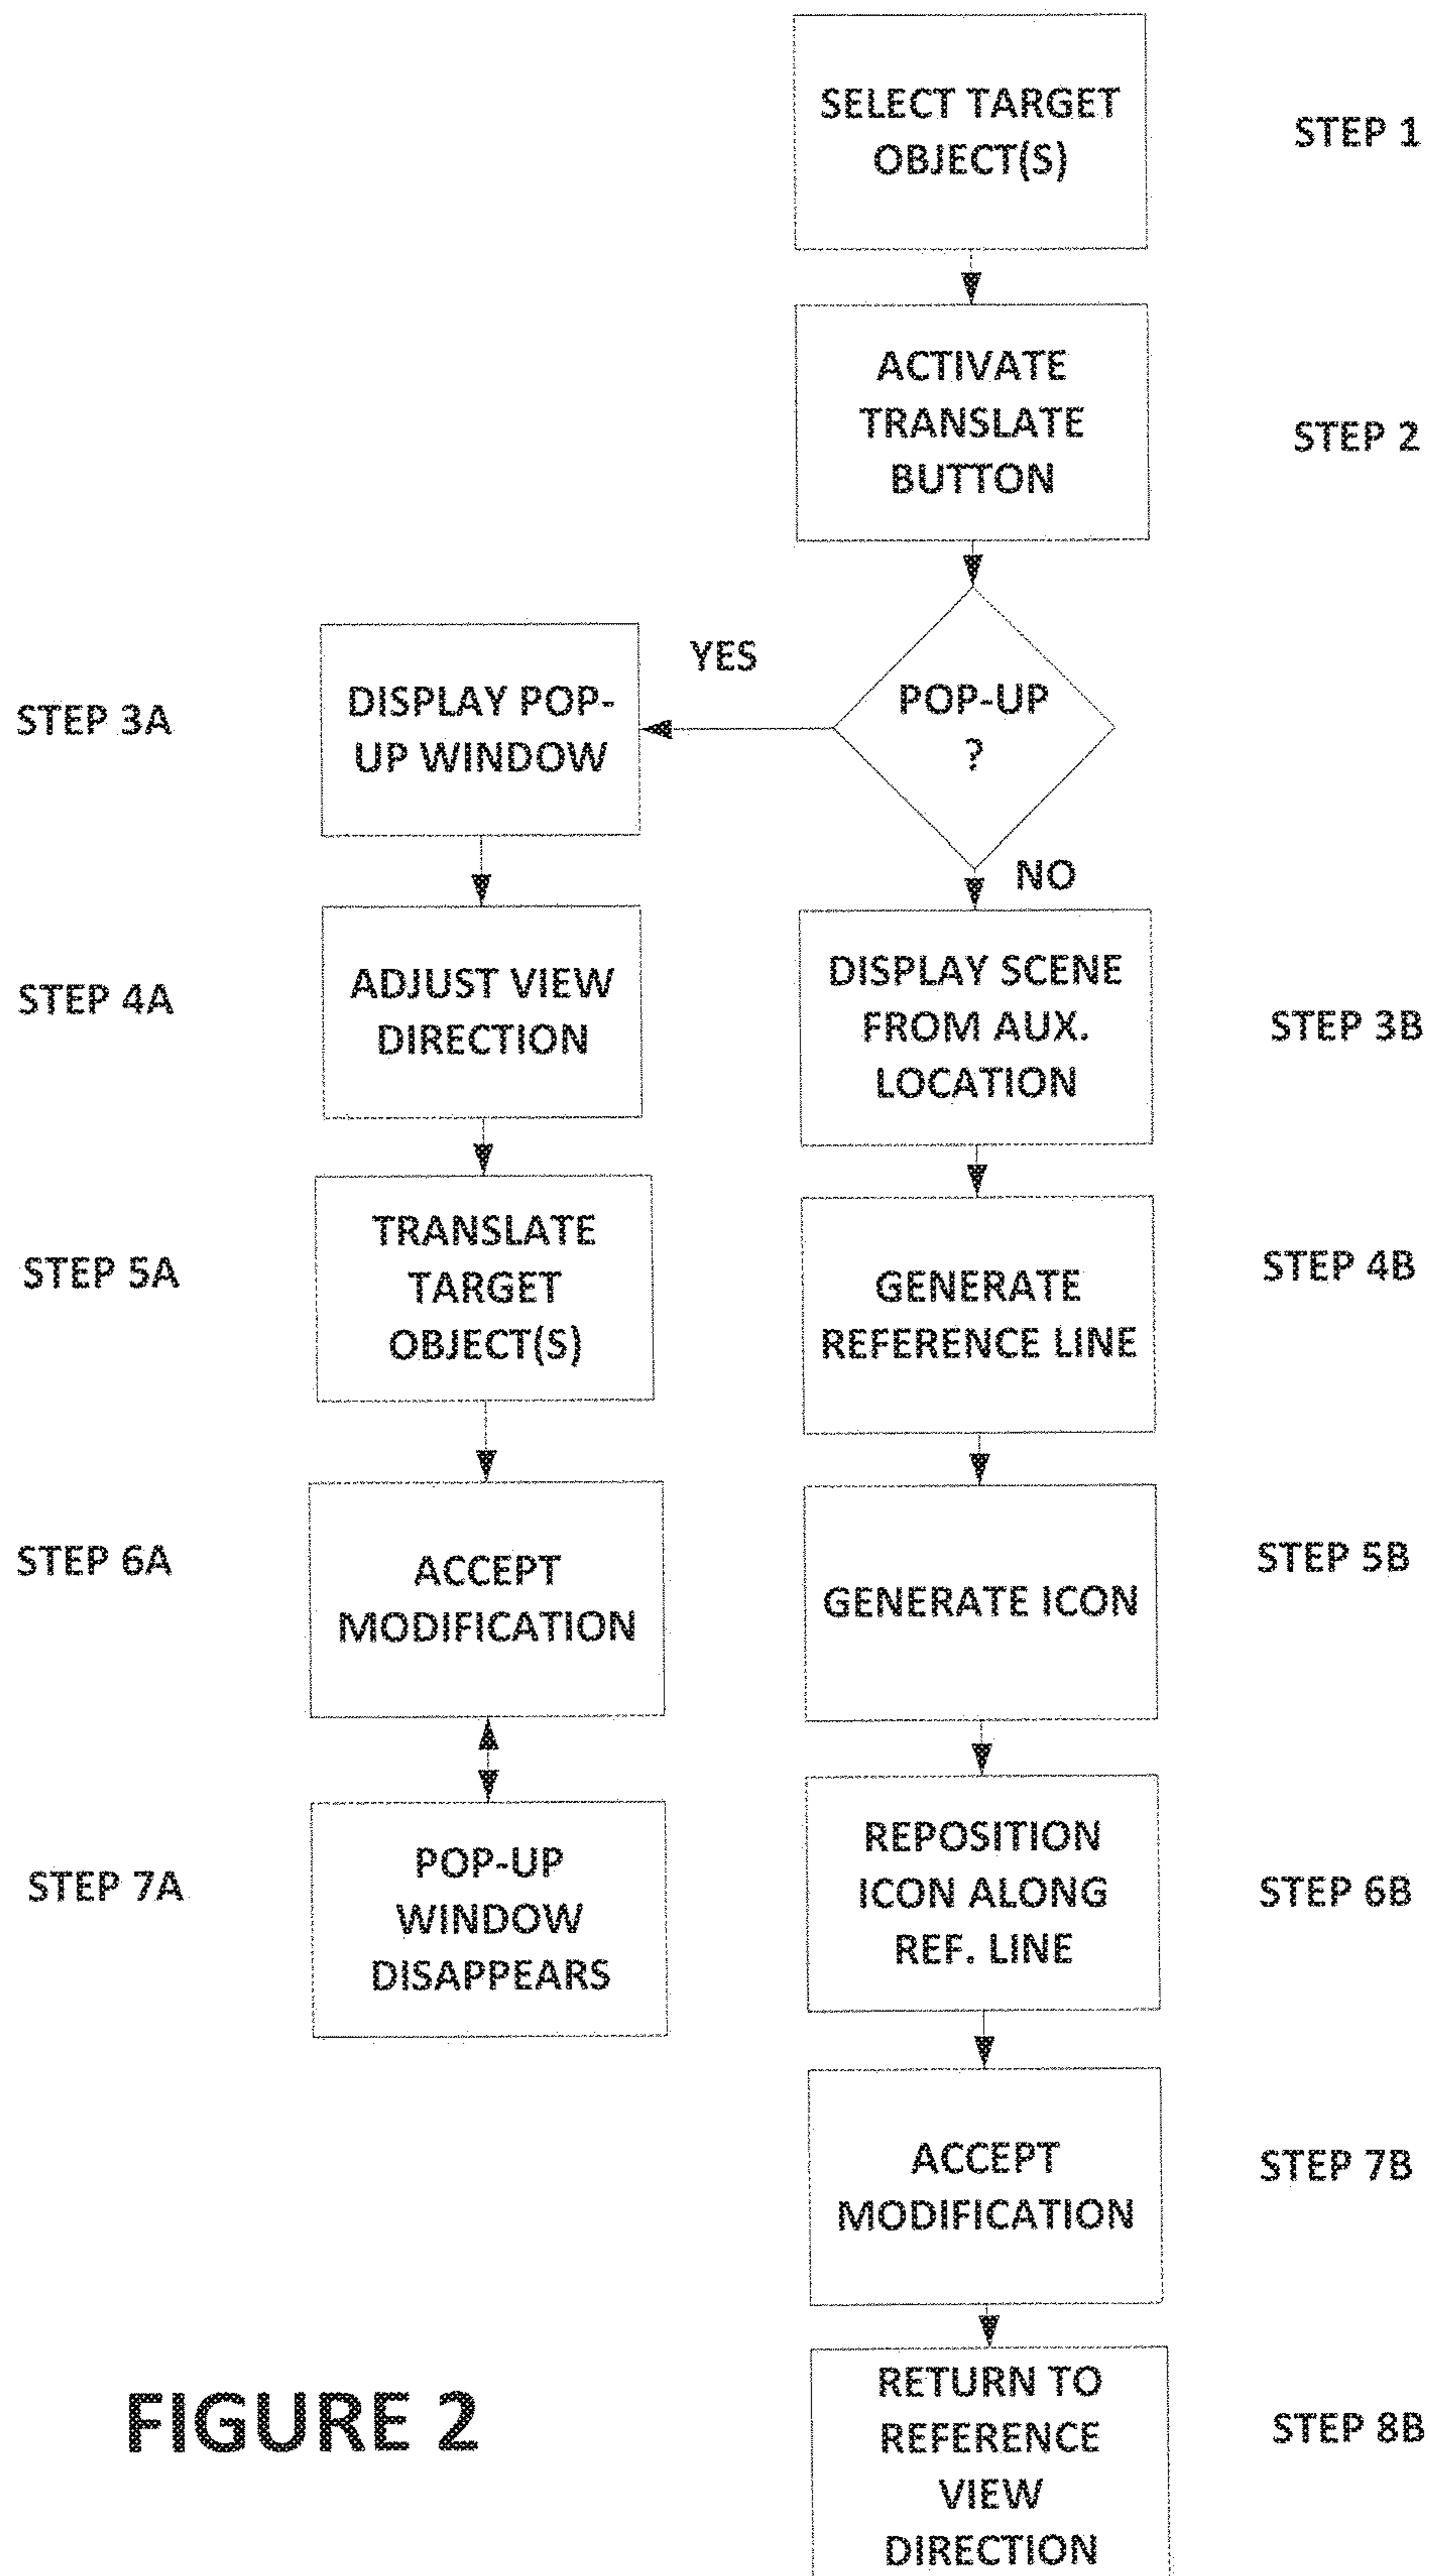 SELECT TARGET
OBJECT(S)
STEP 1
ACTIVATE
TRANSLATE
BUTTON
STEP 2
POP-UP
?
YES
NO
STEP 3A
DISPLAY POP-
UP WINDOW
STEP 4A
ADJUST VIEW
DIRECTION
STEP 5A
TRANSLATE
TARGET
OBJECT(S)
STEP 6A
ACCEPT
MODIFICATION
STEP 7A
POP-UP
WINDOW
DISAPPEARS
DISPLAY SCENE
FROM AUX.
LOCATION
STEP 3B
GENERATE
REFERENCE LINE
STEP 4B
GENERATE ICON
STEP 5B
REPOSITION
ICON ALONG
REF. LINE
STEP 6B
ACCEPT
MODIFICATION
STEP 7B
RETURN TO
REFERENCE
VIEW
DIRECTION
STEP 8B
FIGURE 2